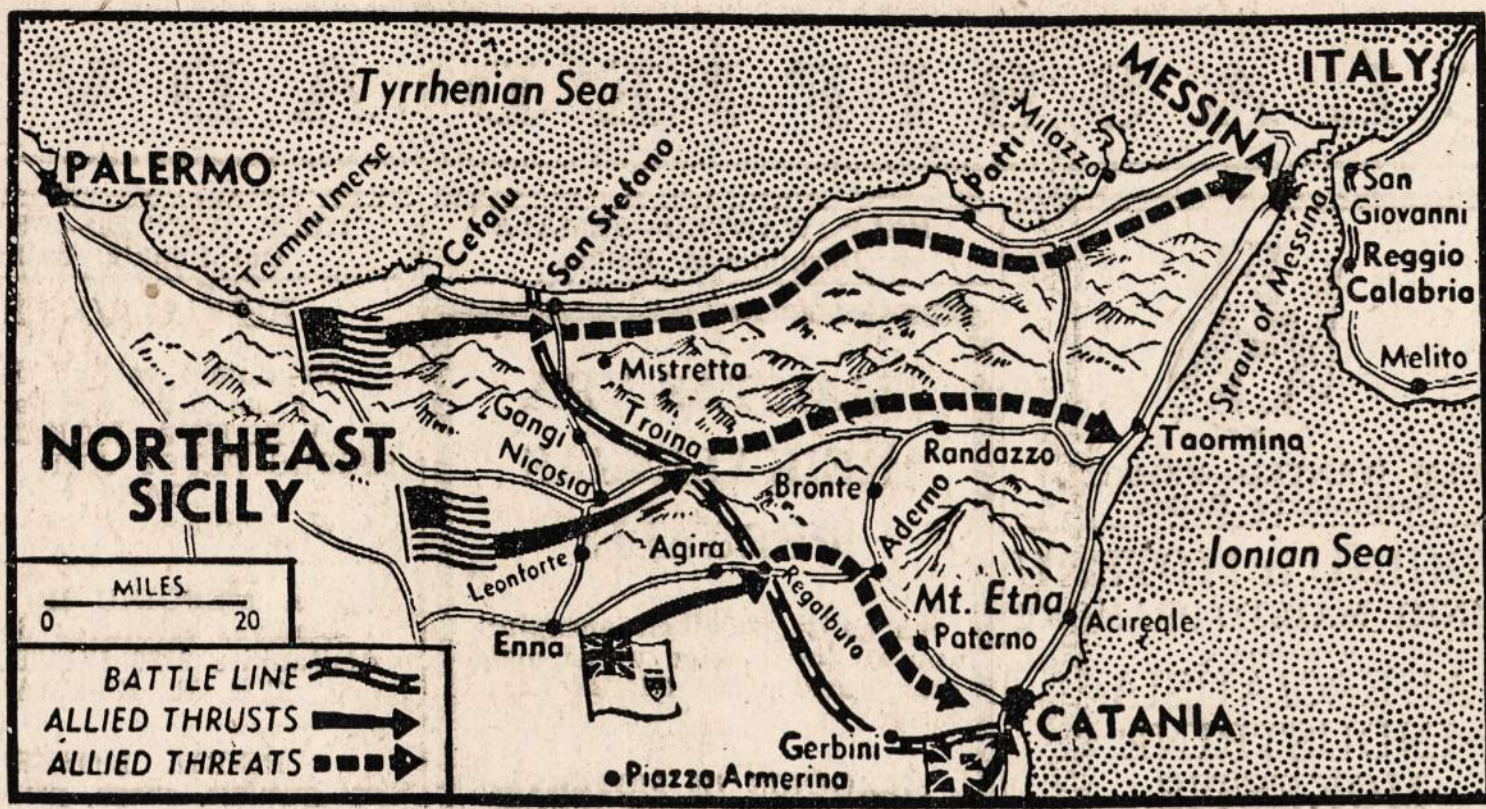 Tyrrhenian Sea
MESSINA
ITALY
PALERMO
Termini Imerse
Cefalu
San Stefano
Patti
Milazzo
San
Giovanni
Reggio
Calabria
Strait of Messina
Melito
Mistretta
Gangi
Nicosia
Troina
Randazzo
Taormina
NORTHEAST
SICILY
Bronte
Aderno
Agira
Leonforte
Regalbuto
Ionian Sea
Mt. Etna
Paterno
Acireale
Enna
MILES
0 20
BATTLE LINE
ALLIED THRUSTS
ALLIED THREATS
Gerbini
CATANIA
Piazza Armerina